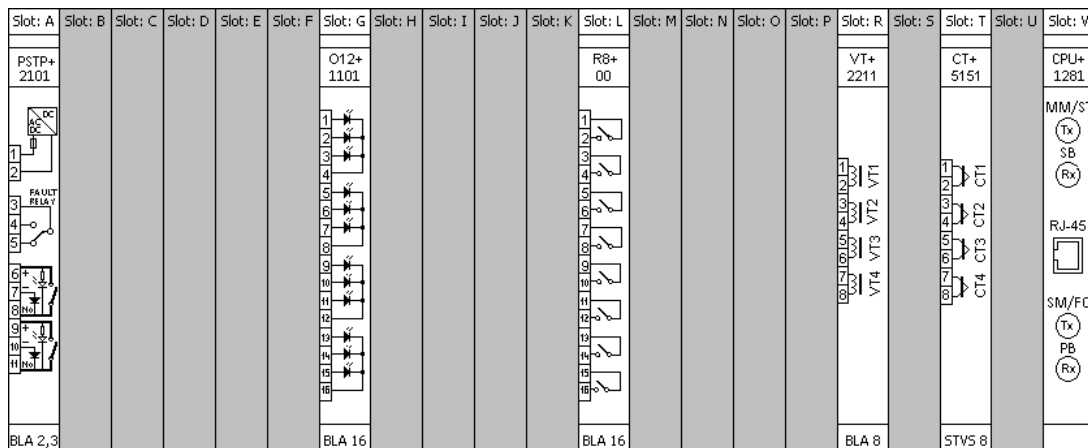 Slot: A Slot: B Slot: C Slot: D Slot: E Slot: F Slot: G Slot: H Slot: I Slot: J Slot: K Slot: L Slot: M Slot: N Slot: O Slot: P Slot: R Slot: S Slot: T Slot: U Slot: V
PSTP+
2101
AC
DC
DC
1
2
FAULT
RELAY
3
4
5
6
+
7
-
8
No
9
+
10
-
11
No
BLA 2,3
O12+
1101
1
2
3
4
5
6
7
8
9
10
11
12
13
14
15
16
BLA 16
R8+
00
1
2
3
4
5
6
7
8
9
10
11
12
13
14
15
16
BLA 16
VT+
2211
1
2
VT1
3
4
VT2
5
6
VT3
7
8
VT4
BLA 8
CT+
5151
1
2
CT1
3
4
CT2
5
6
CT3
7
8
CT4
STVS 8
CPU+
1281
MM/ST
Tx
SB
Rx
RJ-45
SM/FC
Tx
PB
Rx